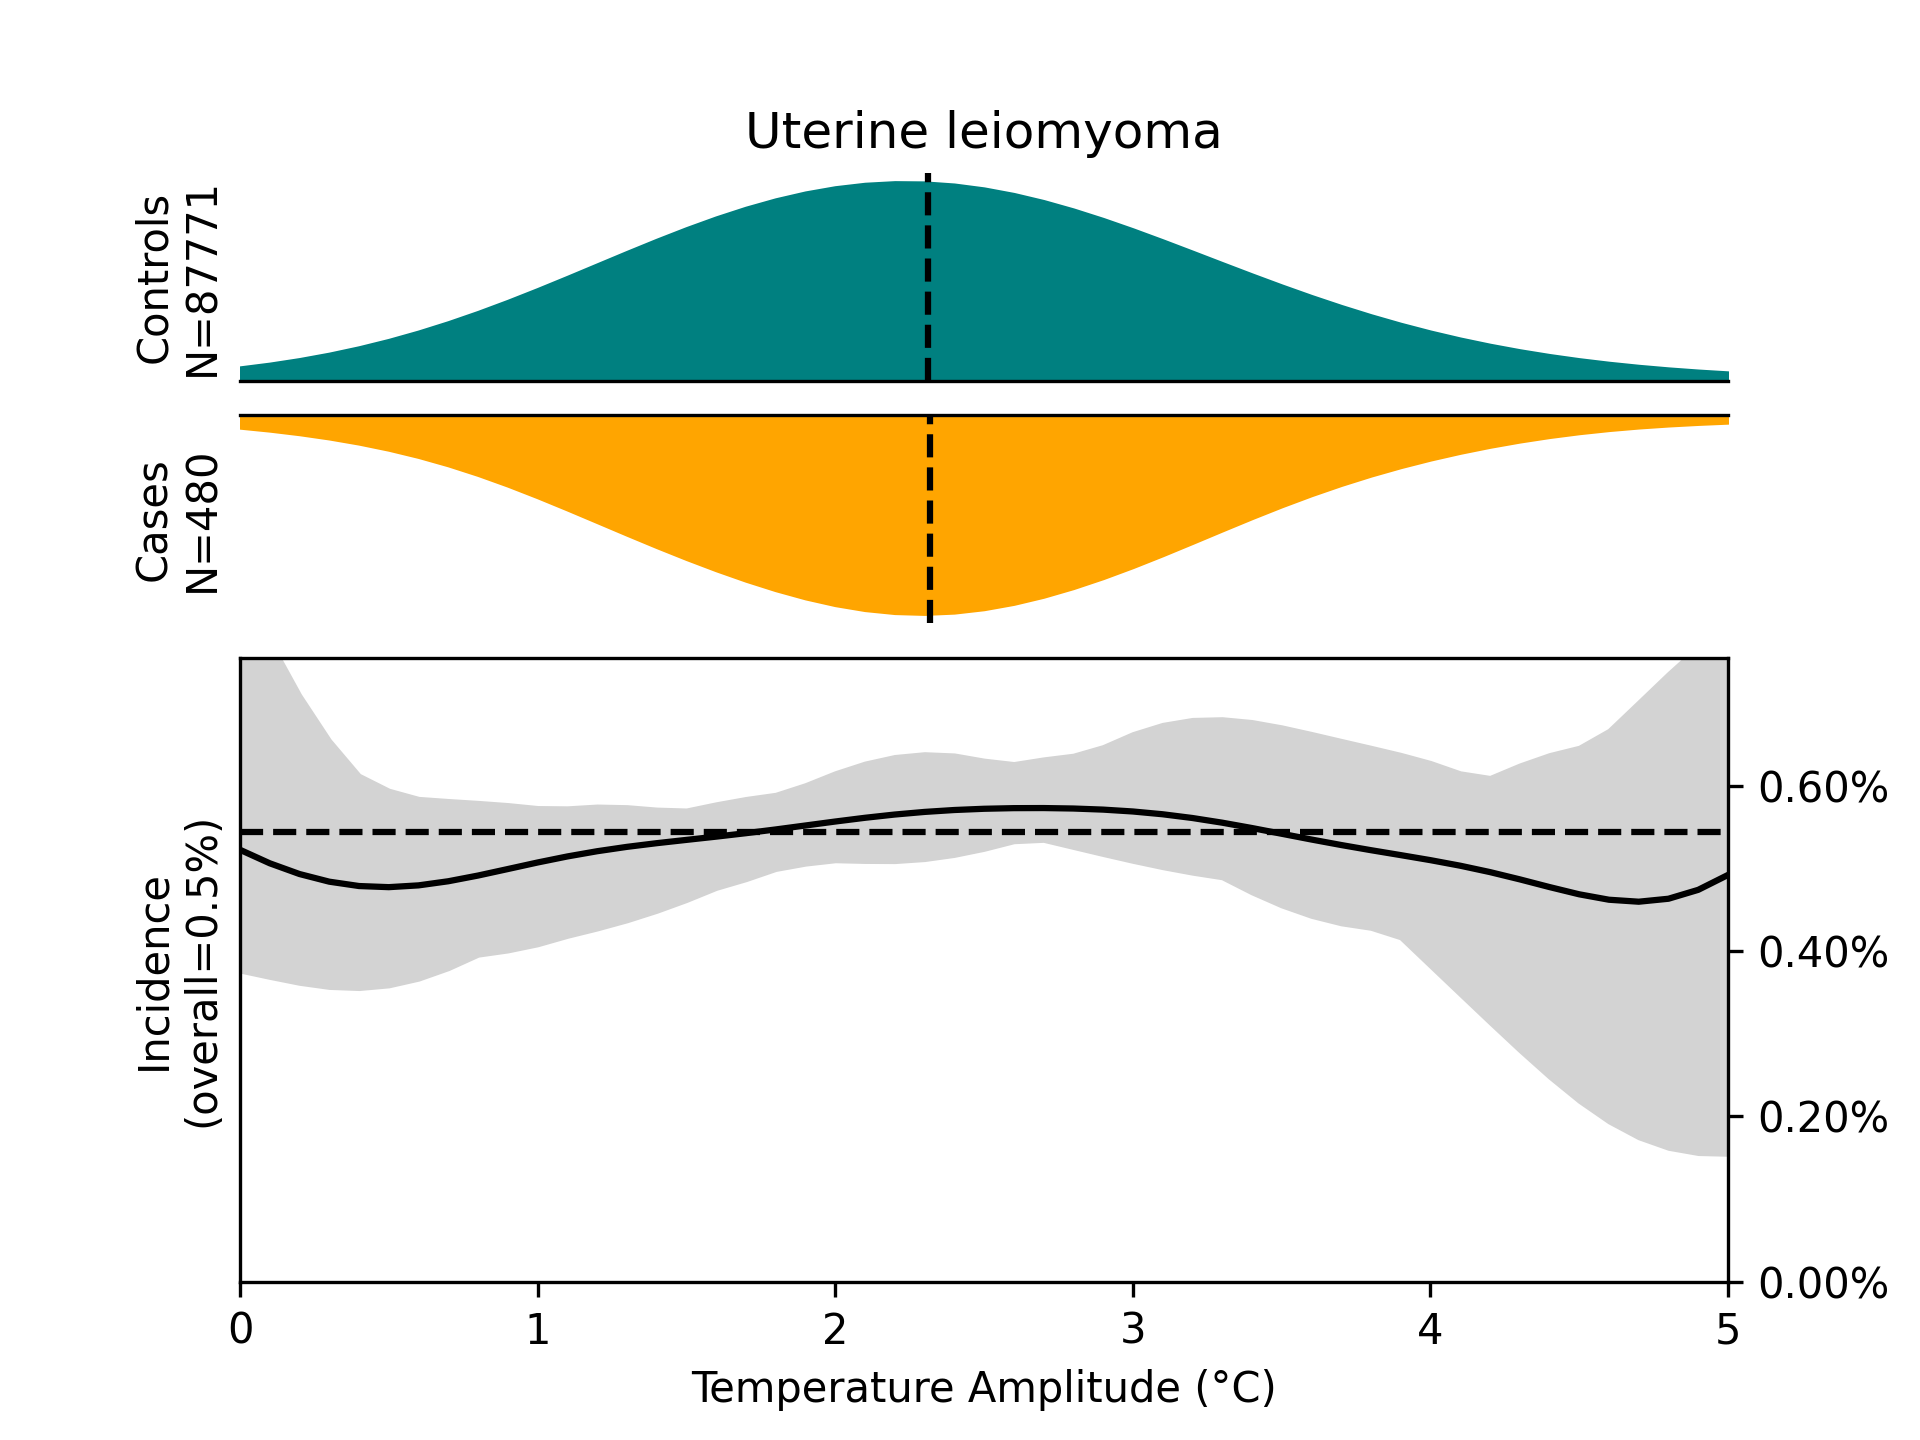 Uterine leiomyoma
Controls
N=87771
Cases
N=480
Incidence
(overall=0.5%)
0.60%
0.40%
0.20%
0.00%
0 1 2 3 4 5
Temperature Amplitude (°C)